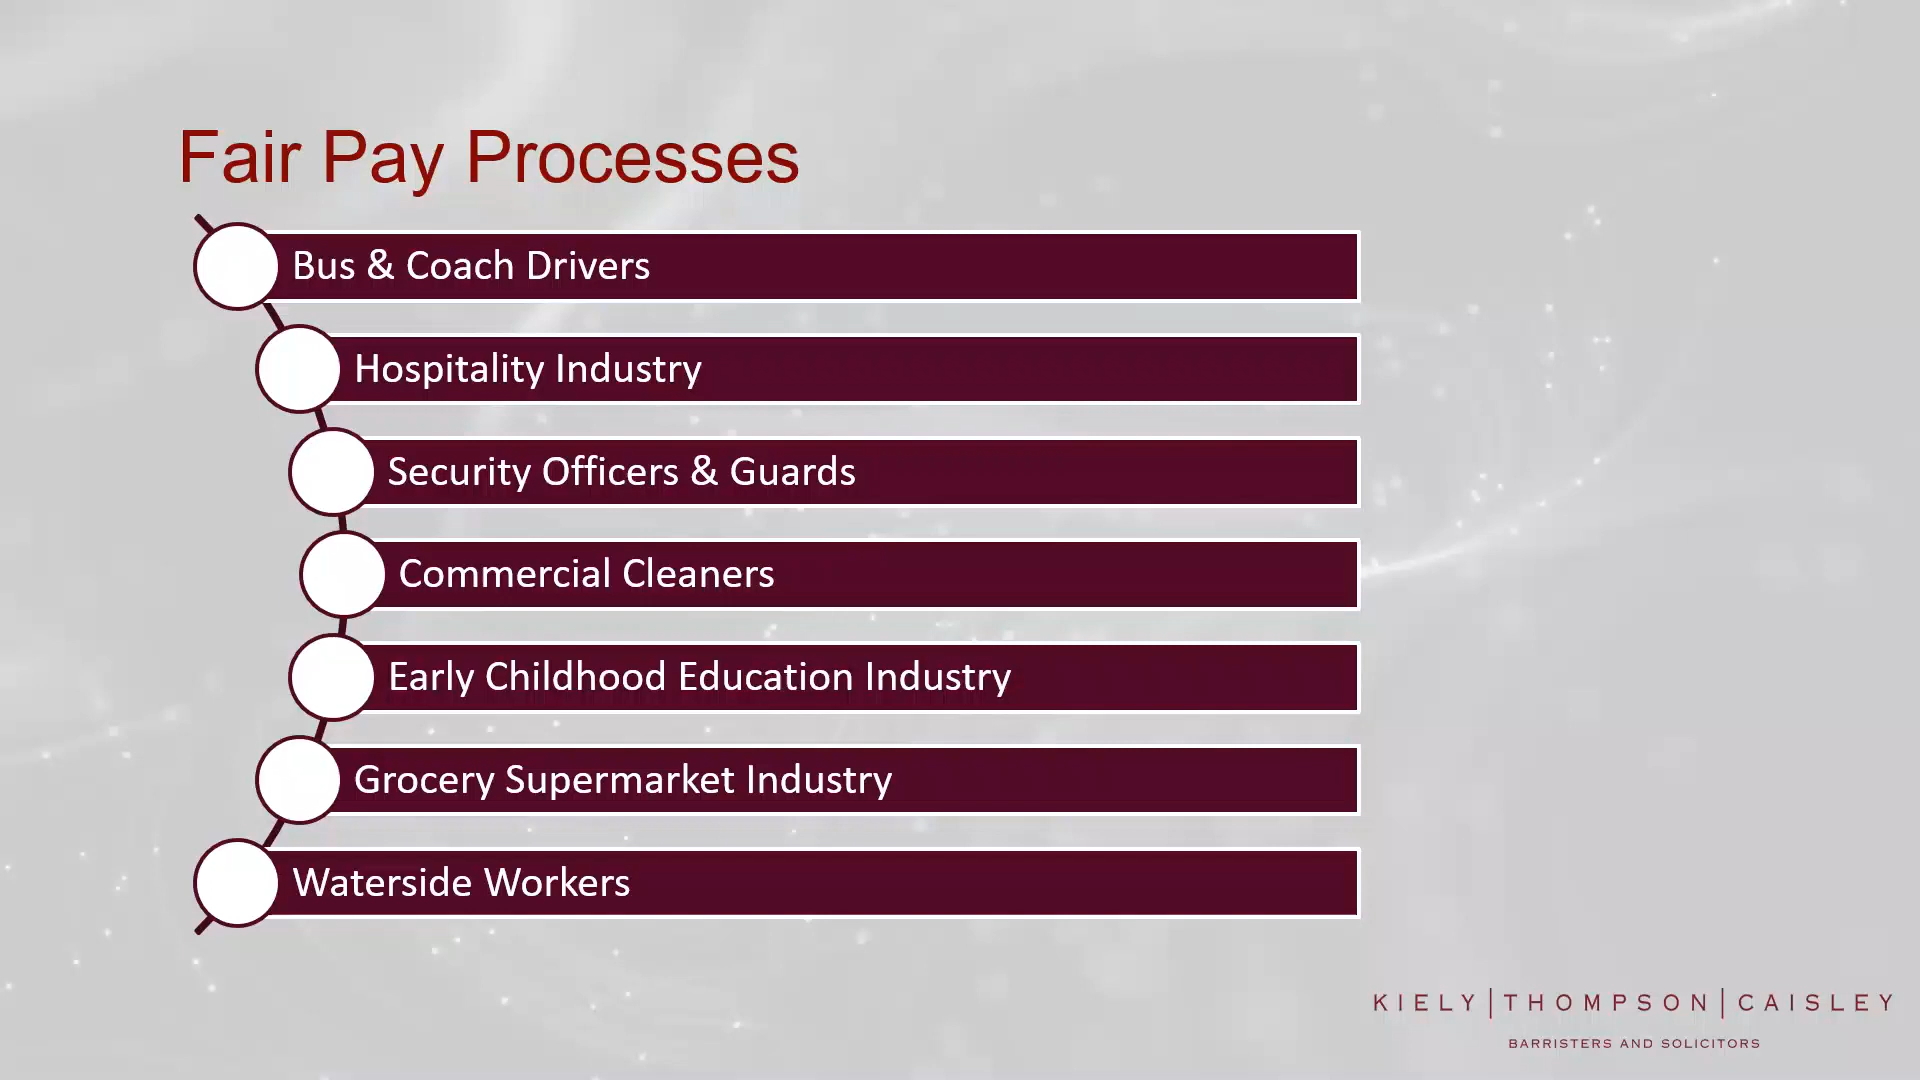 Fair Pay Processes
Bus & Coach Drivers
Hospitality Industry
Security Officers & Guards
Commercial Cleaners
Early Childhood Education Industry
Grocery Supermarket Industry
Waterside Workers
KIELY|THOMPSON|CAISLEY
BARRISTERS AND SOLICITORS